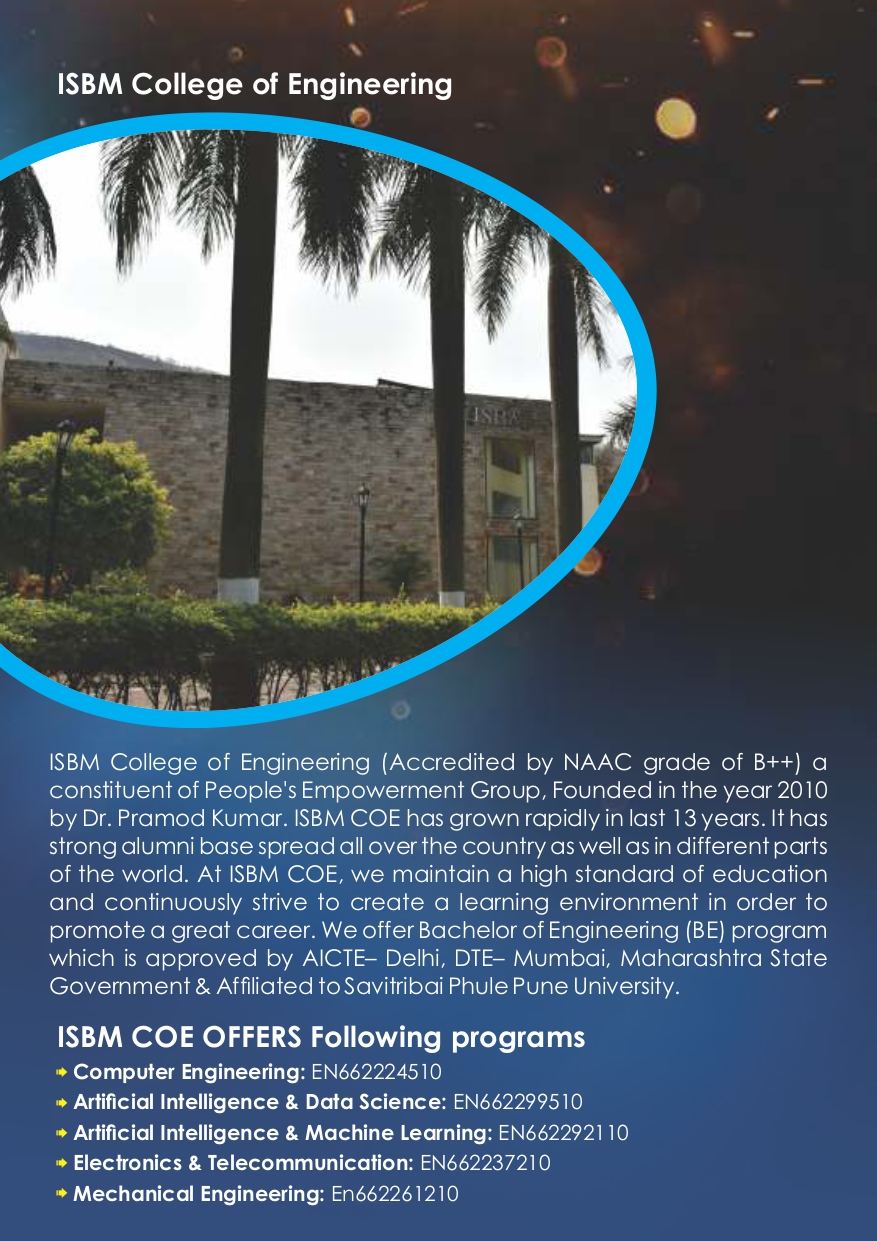 ISBM College of Engineering
ISBM College of Engineering (Accredited by NAAC grade of B++) a
constituent of People's Empowerment Group, Founded in the year 2010
by Dr. Pramod Kumar. ISBM COE has grown rapidly in last 13 years. It has
strong alumni base spread all over the country as well as in different parts
of the world. At ISBM COE, we maintain a high standard of education
and continuously strive to create a learning environment in order to
promote a great career. We offer Bachelor of Engineering (BE) program
which is approved by AICTE– Delhi, DTE– Mumbai, Maharashtra State
Government & Affiliated to Savitribai Phule Pune University.
ISBM COE OFFERS Following programs
Computer Engineering: EN662224510
Artificial Intelligence & Data Science: EN662299510
Artificial Intelligence & Machine Learning: EN662292110
Electronics & Telecommunication: EN662237210
Mechanical Engineering: En662261210